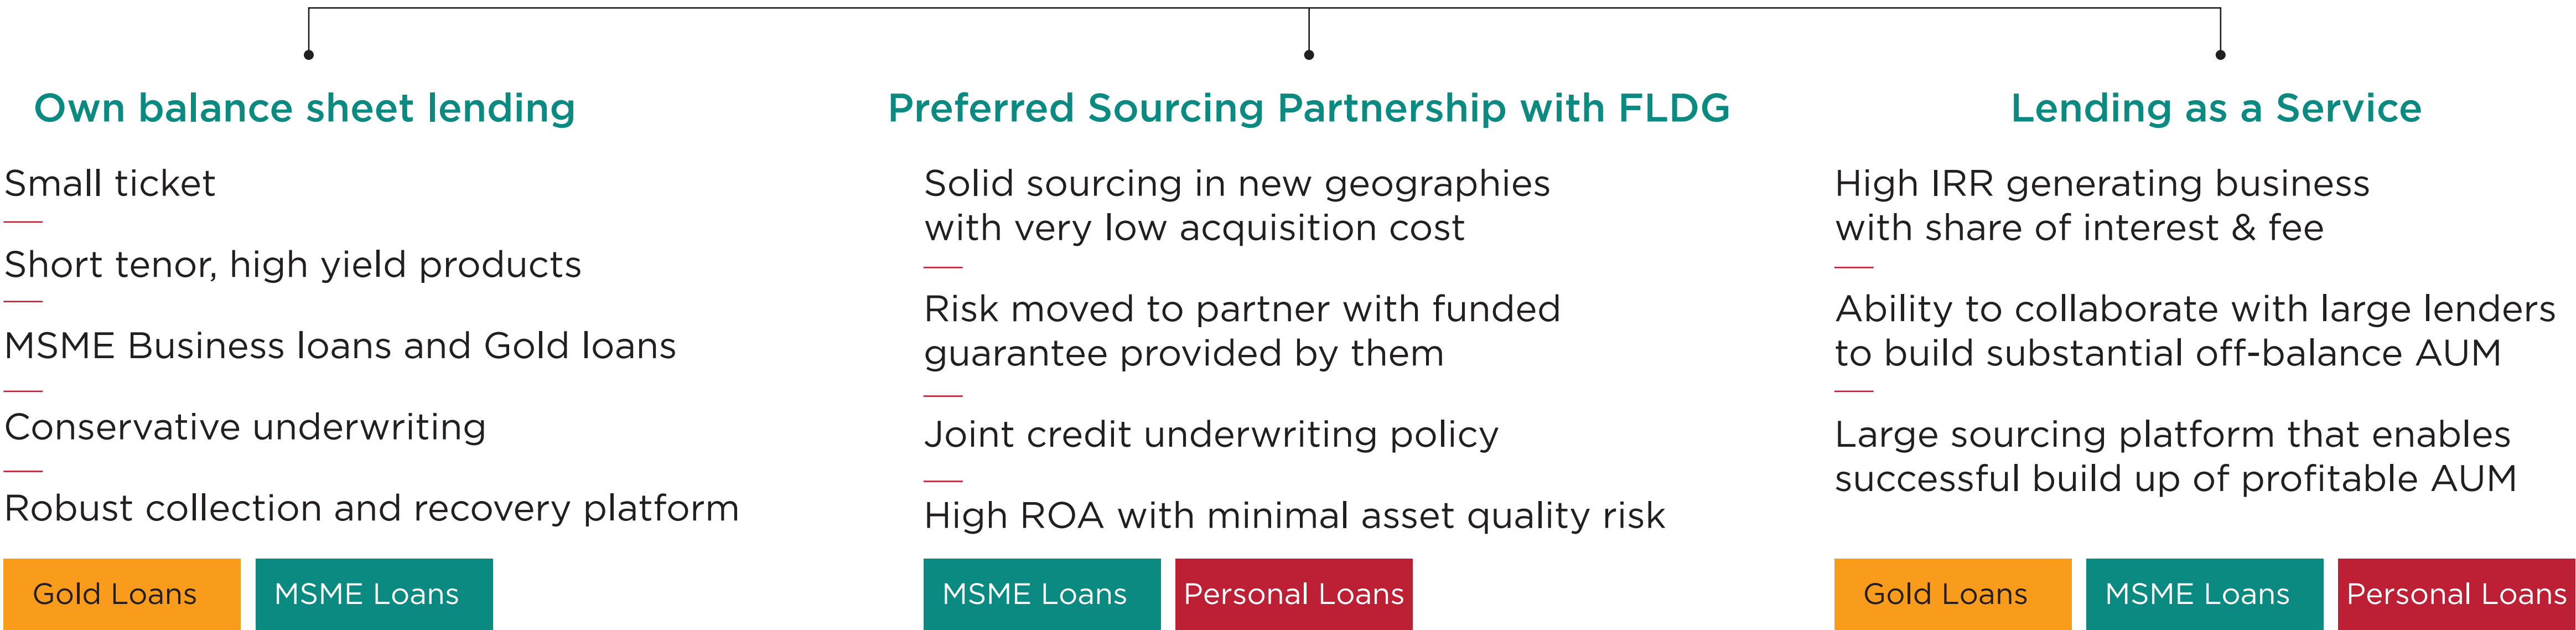 Own balance sheet lending
Small ticket
Short tenor, high yield products
MSME Business loans and Gold loans
Conservative underwriting
Robust collection and recovery platform
Gold Loans
MSME Loans
Preferred Sourcing Partnership with FLDG
Solid sourcing in new geographies
with very low acquisition cost
Risk moved to partner with funded
guarantee provided by them
Joint credit underwriting policy
High ROA with minimal asset quality risk
MSME Loans
Personal Loans
Lending as a Service
High IRR generating business
with share of interest & fee
Ability to collaborate with large lenders
to build substantial off-balance AUM
Large sourcing platform that enables
successful build up of profitable AUM
Gold Loans
MSME Loans
Personal Loans